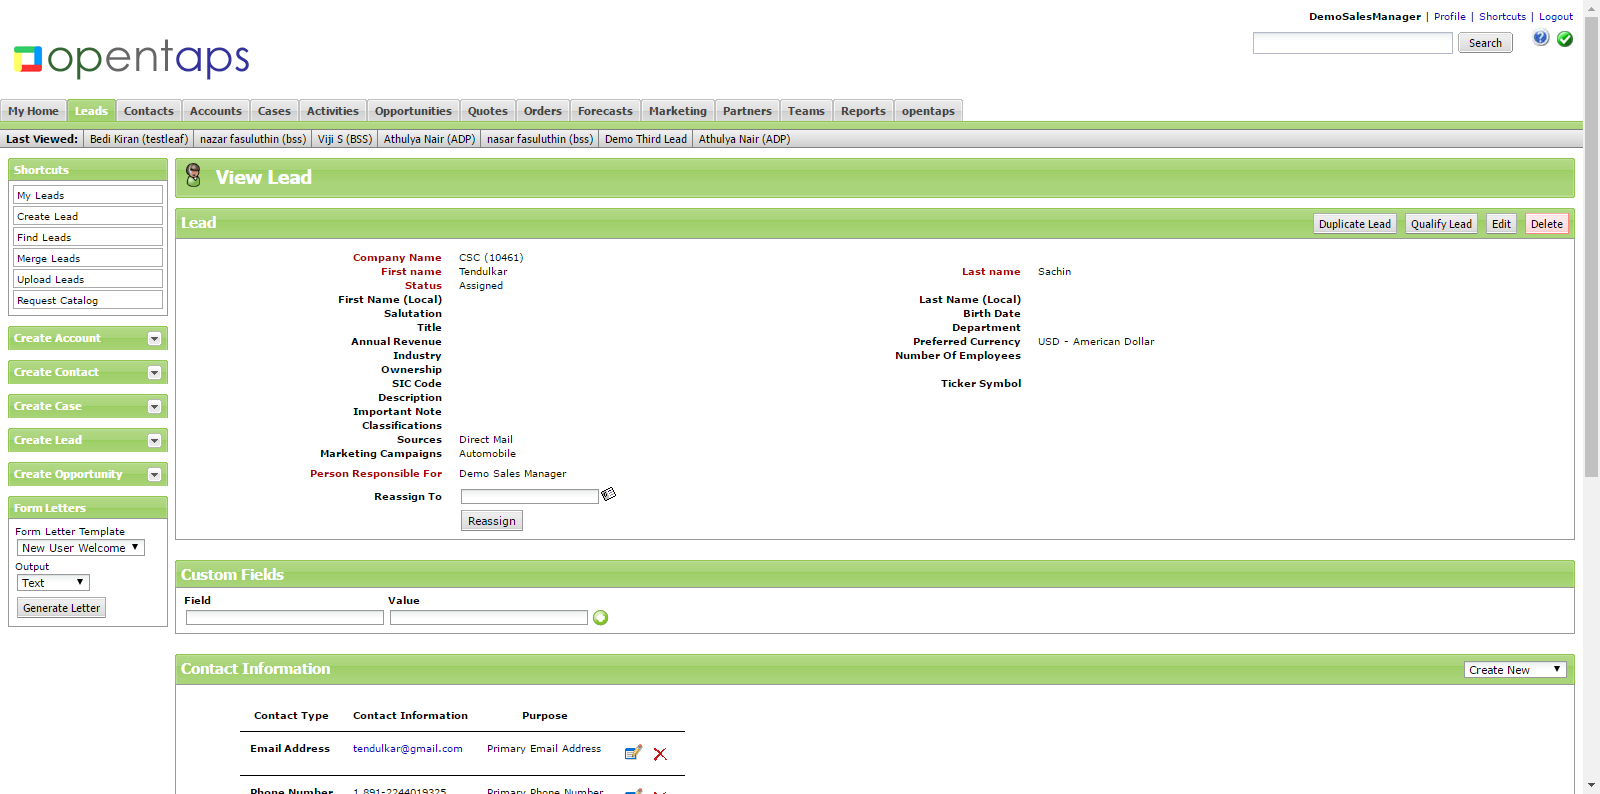 DemoSalesManager | Profile | Shortcuts | Logout
Search
opentaps
My Home Leads Contacts Accounts Cases Activities Opportunities Quotes Orders Forecasts Marketing Partners Teams Reports opentaps
Last Viewed: Bedi Kiran (testleaf) nazar fasuluthin (bss) Viji S (BSS) Athulya Nair (ADP) nasar fasuluthin (bss) Demo Third Lead Athulya Nair (ADP)
Shortcuts
My Leads
Create Lead
Find Leads
Merge Leads
Upload Leads
Request Catalog
Create Account
Create Contact
Create Case
Create Lead
Create Opportunity
Form Letters
Form Letter Template
New User Welcome
Output
Text
Generate Letter
View Lead
Lead Duplicate Lead Qualify Lead Edit Delete
Company Name CSC (10461)
First name Tendulkar Last name Sachin
Status Assigned
First Name (Local) Last Name (Local)
Salutation Birth Date
Title Department
Annual Revenue Preferred Currency USD - American Dollar
Industry Number Of Employees
Ownership
SIC Code Ticker Symbol
Description
Important Note
Classifications
Sources Direct Mail
Marketing Campaigns Automobile
Person Responsible For Demo Sales Manager
Reassign To
Reassign
Custom Fields
Field Value
Contact Information Create New
Contact Type Contact Information Purpose
Email Address tendulkar@gmail.com Primary Email Address
Phone Number 1 891-2244019325 Primary Phone Number